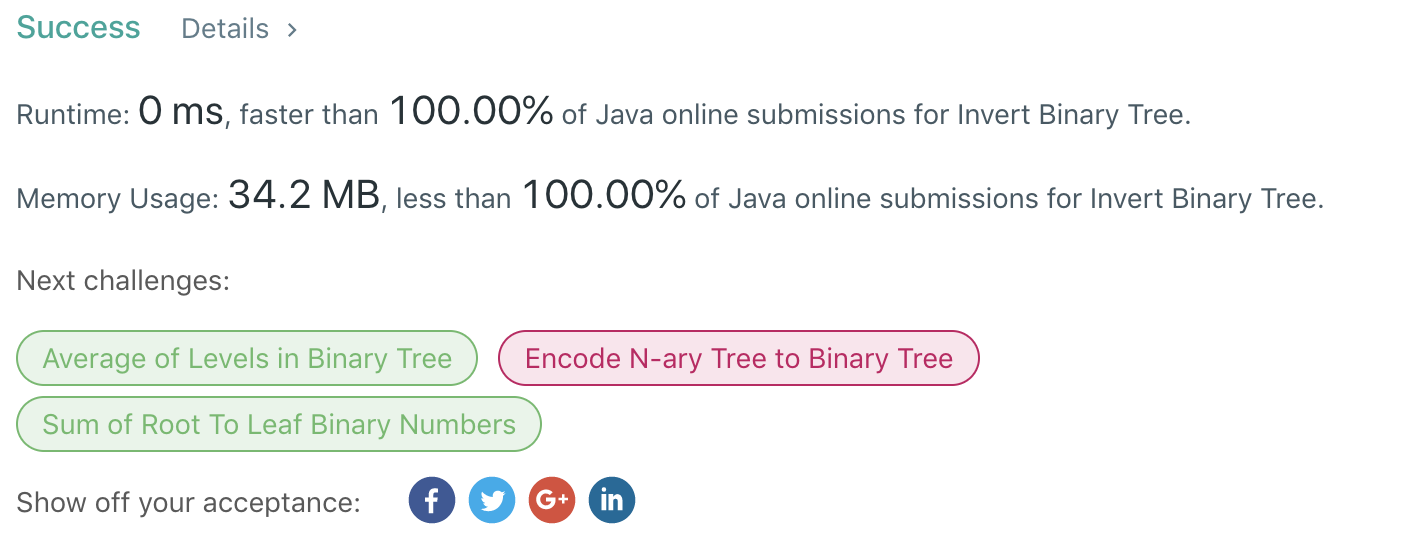 Success Details >
Runtime: 0 ms, faster than 100.00% of Java online submissions for Invert Binary Tree.
Memory Usage: 34.2 MB, less than 100.00% of Java online submissions for Invert Binary Tree.
Next challenges:
Average of Levels in Binary Tree Encode N-ary Tree to Binary Tree
Sum of Root To Leaf Binary Numbers
Show off your acceptance: f G+ in